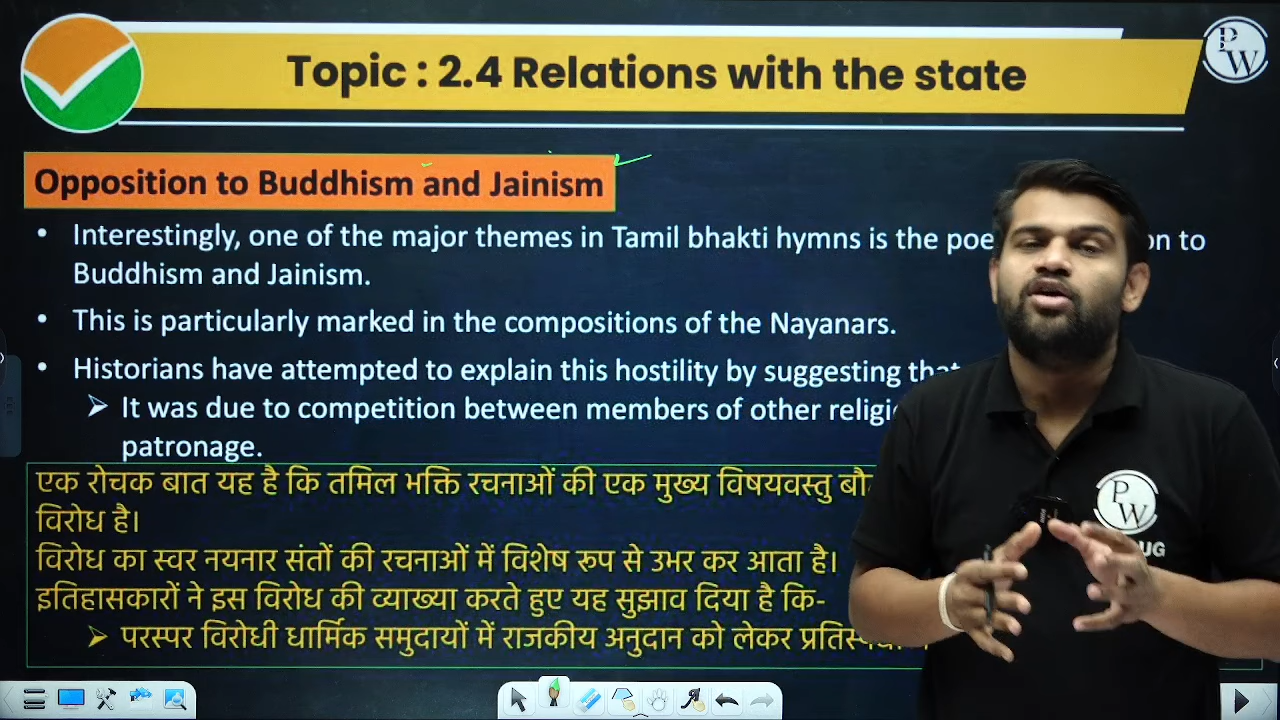 Topic : 2.4 Relations with the state
PW
Opposition to Buddhism and Jainism
• Interestingly, one of the major themes in Tamil bhakti hymns is the to
Buddhism and Jainism.
• This is particularly marked in the compositions of the Nayanars.
• Historians have attempted to explain this hostility by suggesting that
➢ It was due to competition between members of other
patronage.
एक रोचक बात यह है कि तमिल भक्ति रचनाओं की एक मुख्य विषयवस्तु
विरोध है।
विरोध का स्वर नयनार संतों की रचनाओं में विशेष रूप से उभर कर आता है।
इतिहासकारों ने इस विरोध की व्याख्या करते हुए यह सुझाव दिया है कि-
➢ परस्पर विरोधी धार्मिक समुदायों में राजकीय अनुदान को लेकर
PW